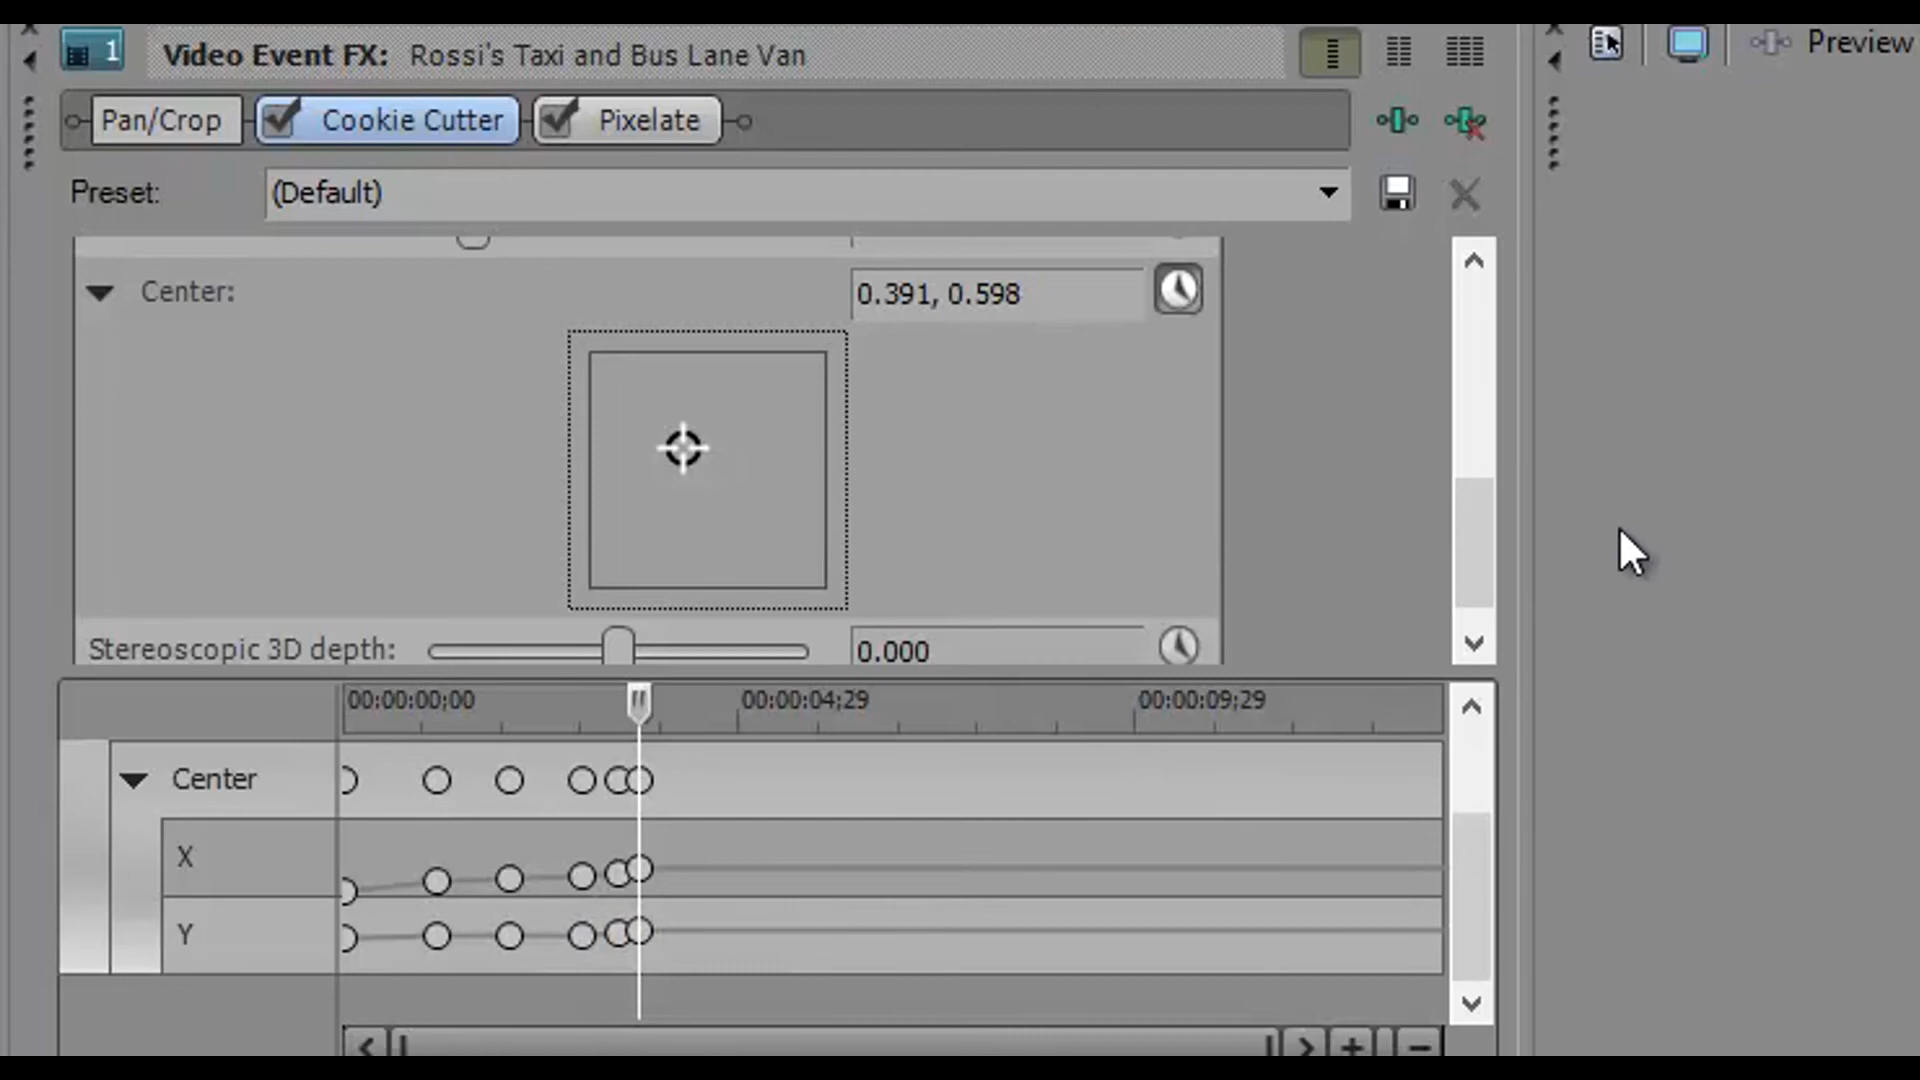 1
Video Event FX: Rossi's Taxi and Bus Lane Van
Preview
Pan/Crop
Cookie Cutter
Pixelate
Preset:
(Default)
Center:
0.391, 0.598
Stereoscopic 3D depth:
0.000
00:00:00;00
00:00:04;29
00:00:09;29
Center
X
Y